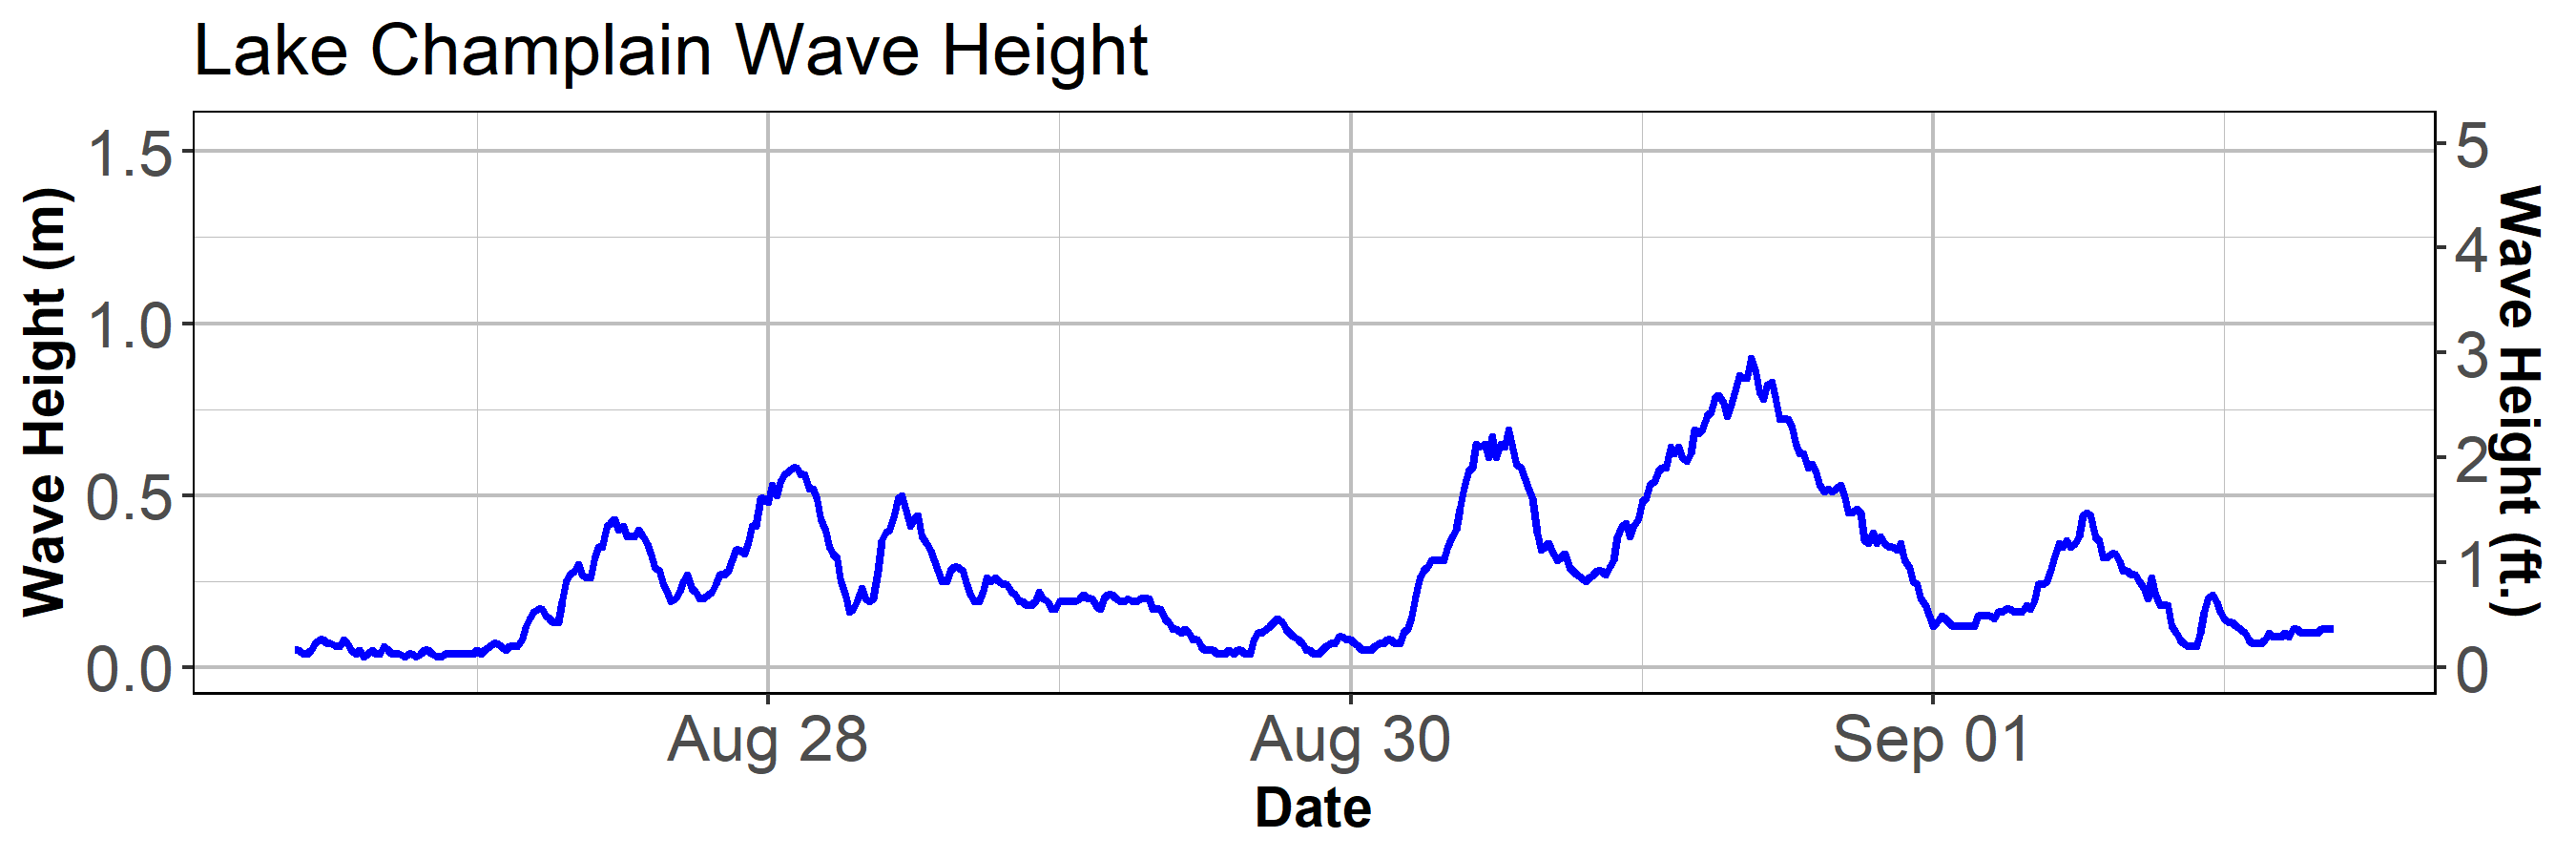 Lake Champlain Wave Height
Wave Height (m)
1.5
1.0
0.5
0.0
5
4
3
2
1
0
Wave Height (ft.)
Aug 28
Aug 30
Sep 01
Date